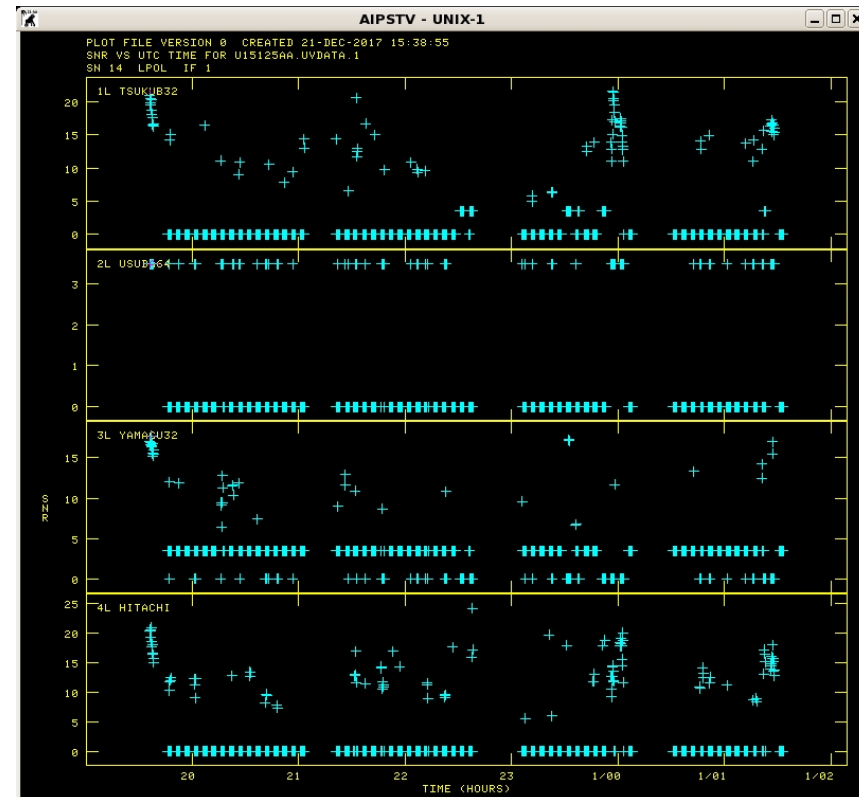 AIPSTV - UNIX-1
PLOT FILE VERSION 0 CREATED 21-DEC-2017 15:38:55
SNR VS UTC TIME FOR U15125AA.UVDATA.1
SN 14 LPOL IF 1
1L TSUKUB32
20
15
10
5
0
2L USUDA64
3
2
1
0
3L YAMAGU32
15
10
5
0
SNR
4L HITACHI
25
20
15
10
5
0
20 21 22 23 1/00 1/01 1/02
TIME (HOURS)